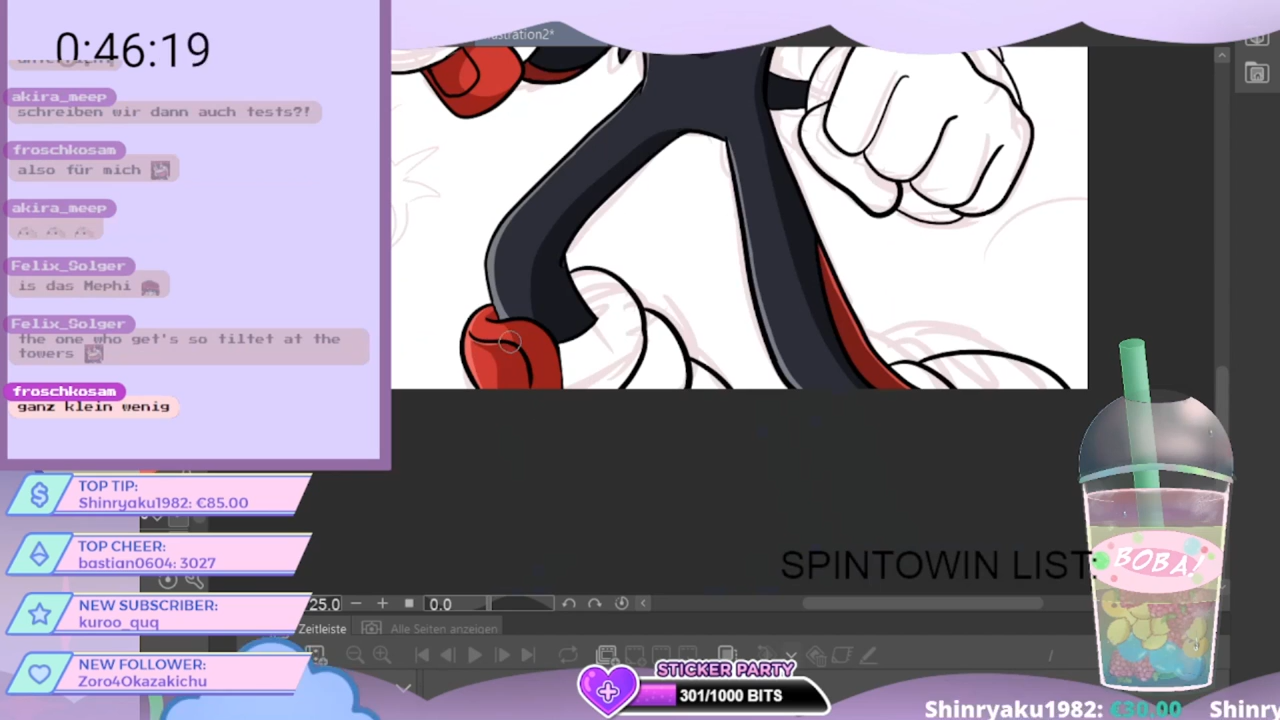 0:46:19
akira_meep
schreiben wir dann auch tests?!
froschkosam
also für mich
akira_meep
Felix_Solger
is das Mephi
Felix_Solger
the one who get's so tiltet at the
towers
froschkosam
ganz klein wenig
TOP TIP:
Shinryaku1982: €85.00
TOP CHEER:
bastian0604: 3027
NEW SUBSCRIBER:
kuroo_quq
NEW FOLLOWER:
Zoro4Okazakichu
ustration2*
SPINTOWIN LIST:
BOBA!
25.0
0.0
Zeitleiste
Alle Seiten anzeigen
STICKER PARTY
301/1000 BITS
Shinryaku1982: €30.00 Shinry